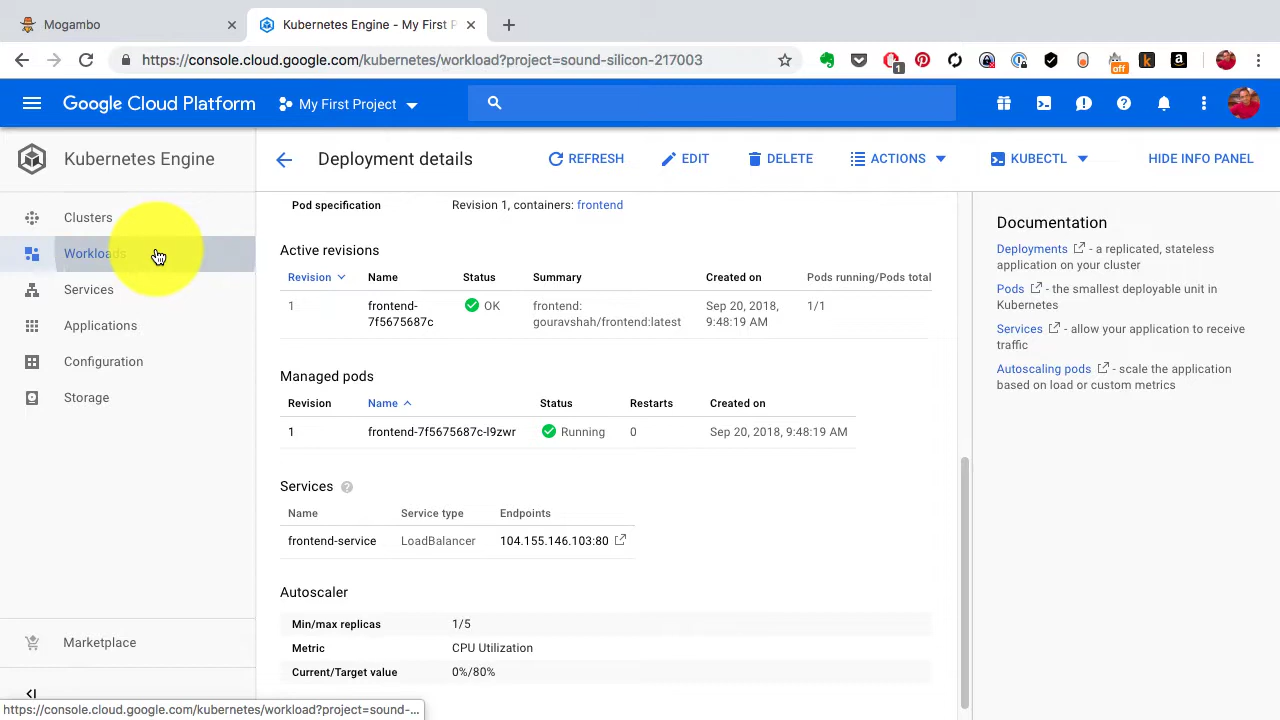 Mogambo
Kubernetes Engine - My First P
https://console.cloud.google.com/kubernetes/workload?project=sound-silicon-217003
1
off
k
a
Google Cloud Platform
My First Project
Kubernetes Engine
Deployment details
REFRESH
EDIT
DELETE
ACTIONS
KUBECTL
HIDE INFO PANEL
Clusters
Workloads
Services
Applications
Configuration
Storage
Marketplace
Pod specification
Revision 1, containers: frontend
Active revisions
Revision Name Status Summary Created on Pods running/Pods total
1 frontend- OK frontend: Sep 20, 2018, 1/1
7f5675687c gouravshah/frontend:latest 9:48:19 AM
Managed pods
Revision Name Status Restarts Created on
1 frontend-7f5675687c-l9zwr Running 0 Sep 20, 2018, 9:48:19 AM
Services
Name Service type Endpoints
frontend-service LoadBalancer 104.155.146.103:80
Autoscaler
Min/max replicas 1/5
Metric CPU Utilization
Current/Target value 0%/80%
Documentation
Deployments - a replicated, stateless
application on your cluster
Pods - the smallest deployable unit in
Kubernetes
Services - allow your application to receive
traffic
Autoscaling pods - scale the application
based on load or custom metrics
https://console.cloud.google.com/kubernetes/workload?project=sound-...